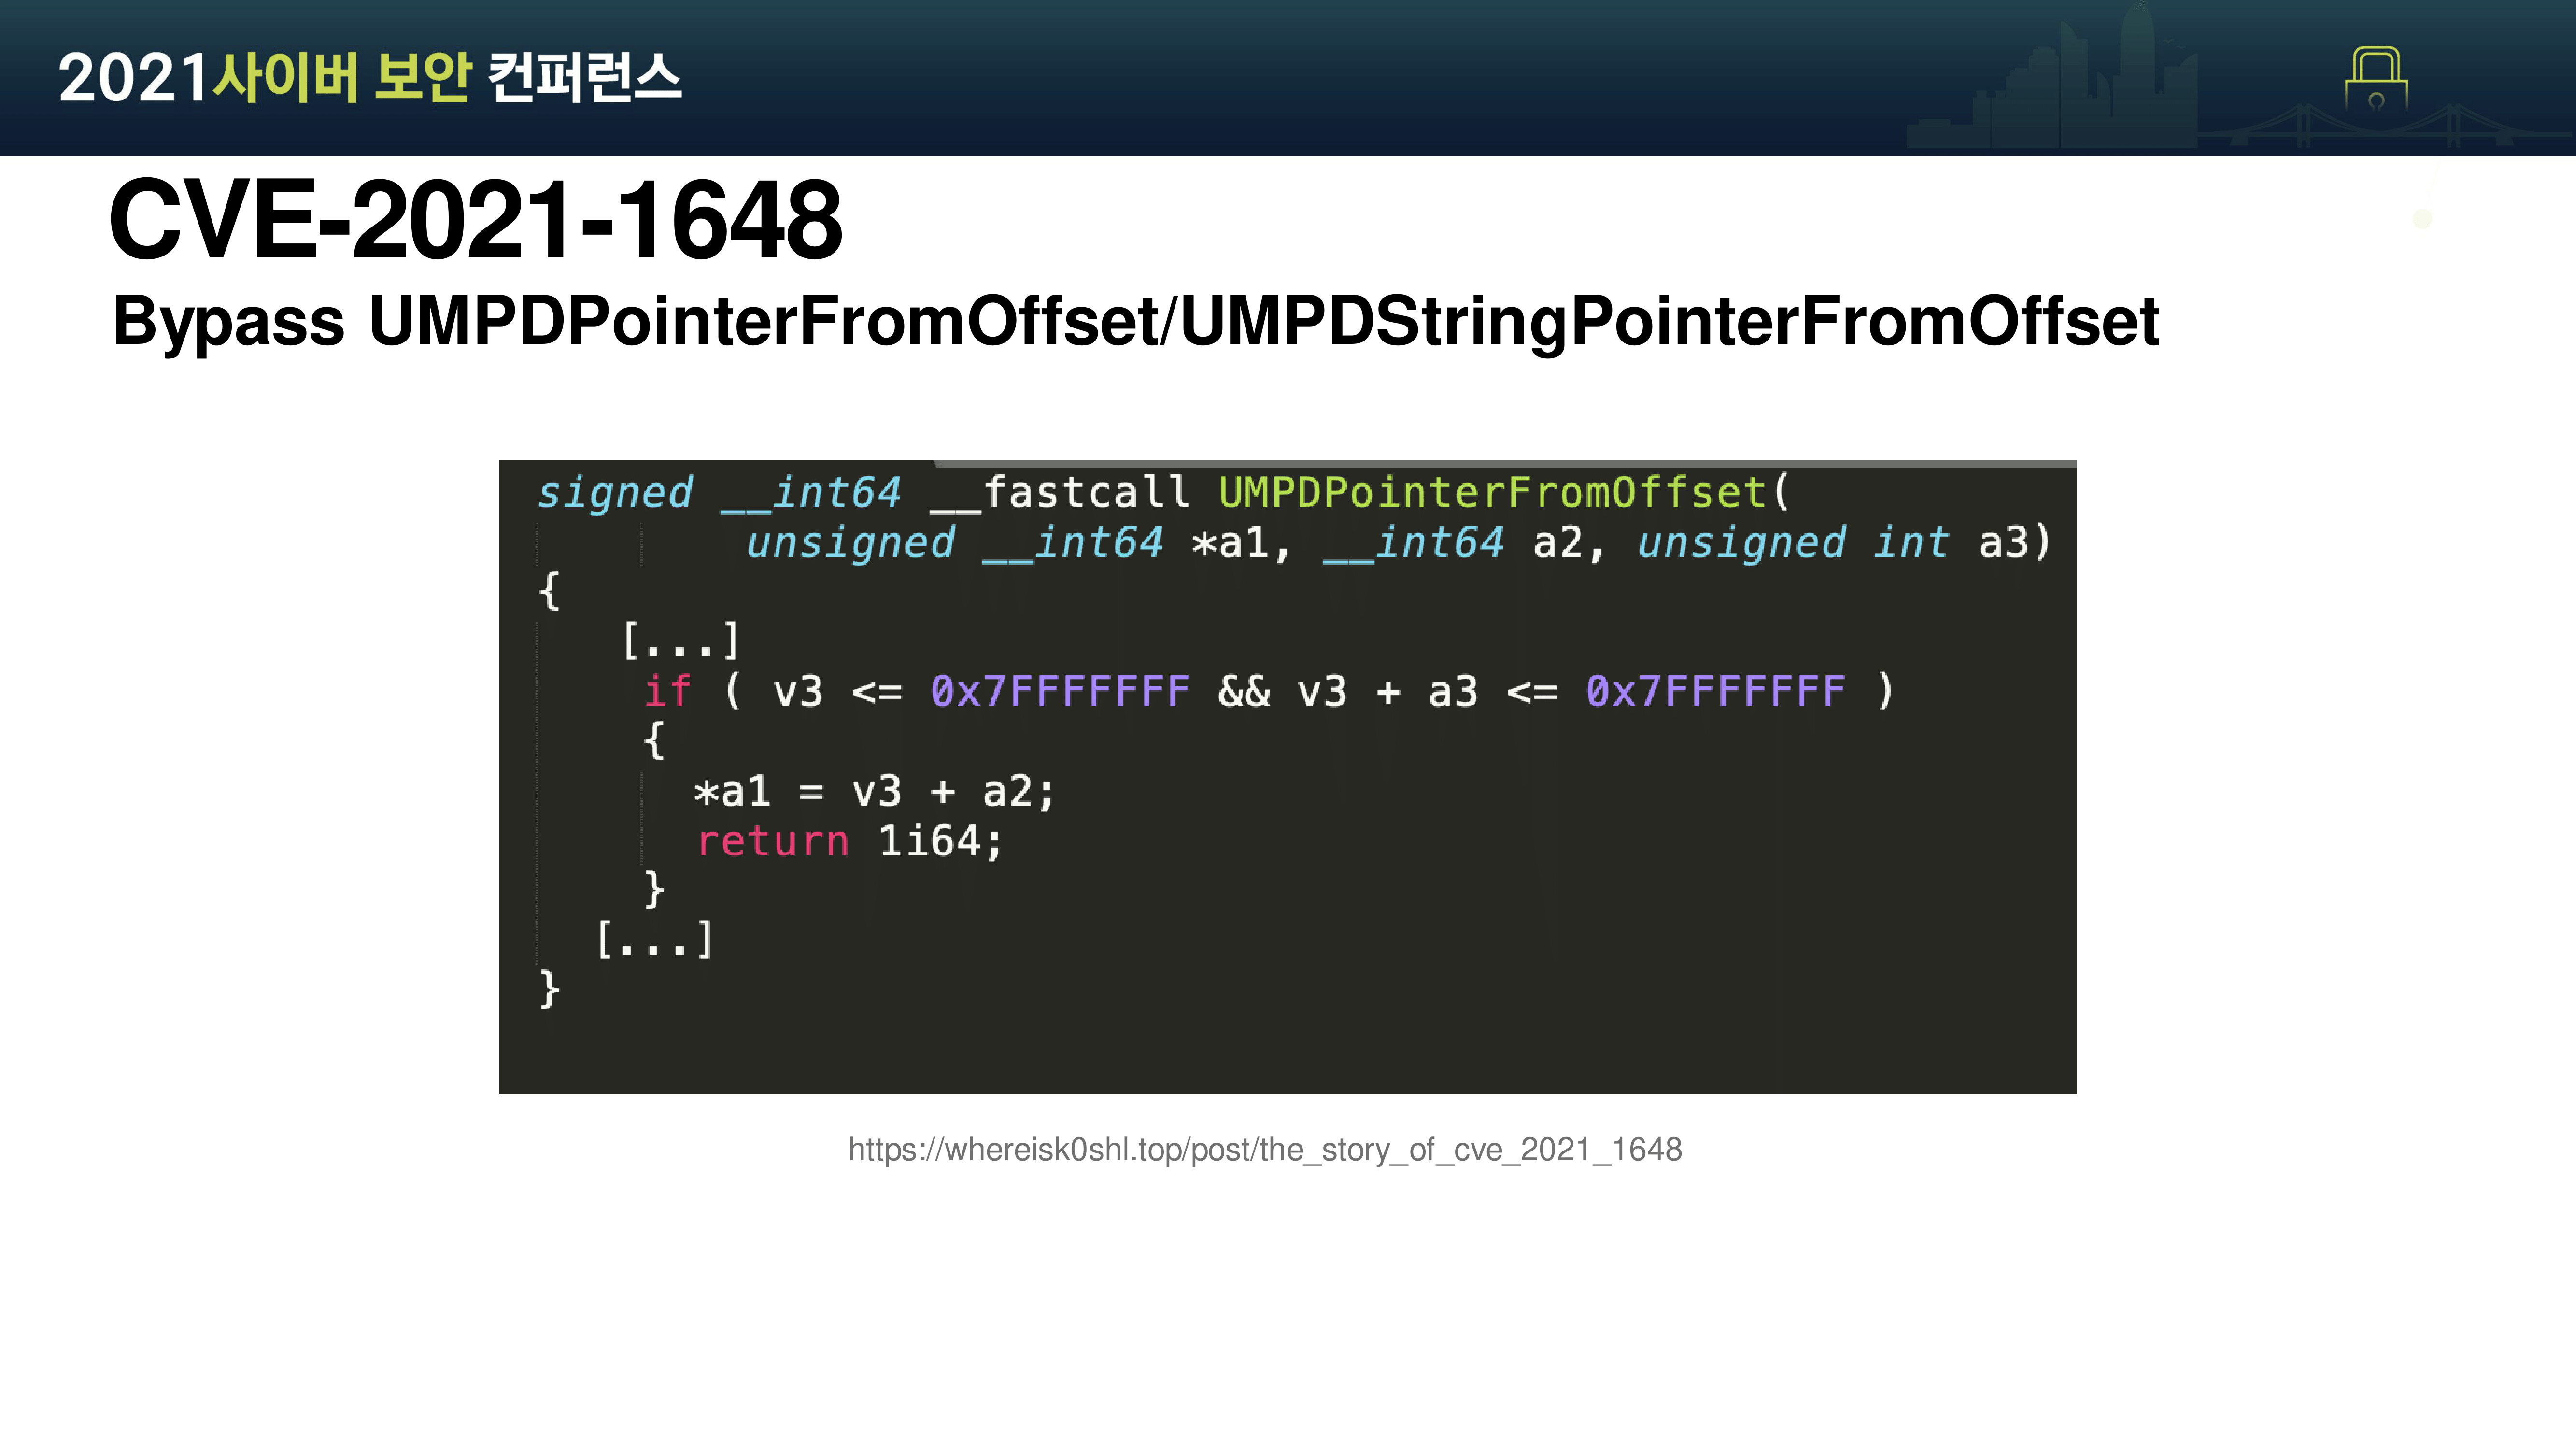 2021사이버 보안 컨퍼런스
CVE-2021-1648
Bypass UMPDPointerFromOffset/UMPDStringPointerFromOffset
signed __int64 __fastcall UMPDPointerFromOffset(
unsigned __int64 *a1, __int64 a2, unsigned int a3)
{
[...]
if ( v3 <= 0x7FFFFFFF && v3 + a3 <= 0x7FFFFFFF )
{
*a1 = v3 + a2;
return 1i64;
}
[...]
}
https://whereisk0shl.top/post/the_story_of_cve_2021_1648